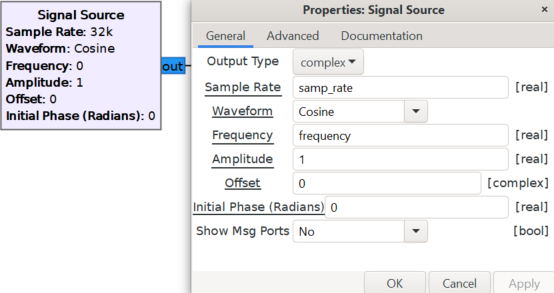 Signal Source
Sample Rate: 32k
Waveform: Cosine
Frequency: 0
Amplitude: 1
Offset: 0
Initial Phase (Radians): 0
out
Properties: Signal Source
×
General Advanced Documentation
Output Type complex
Sample Rate samp_rate [real]
Waveform Cosine
Frequency frequency [real]
Amplitude 1 [real]
Offset 0 [complex]
Initial Phase (Radians) 0 [real]
Show Msg Ports No [bool]
OK Cancel Apply